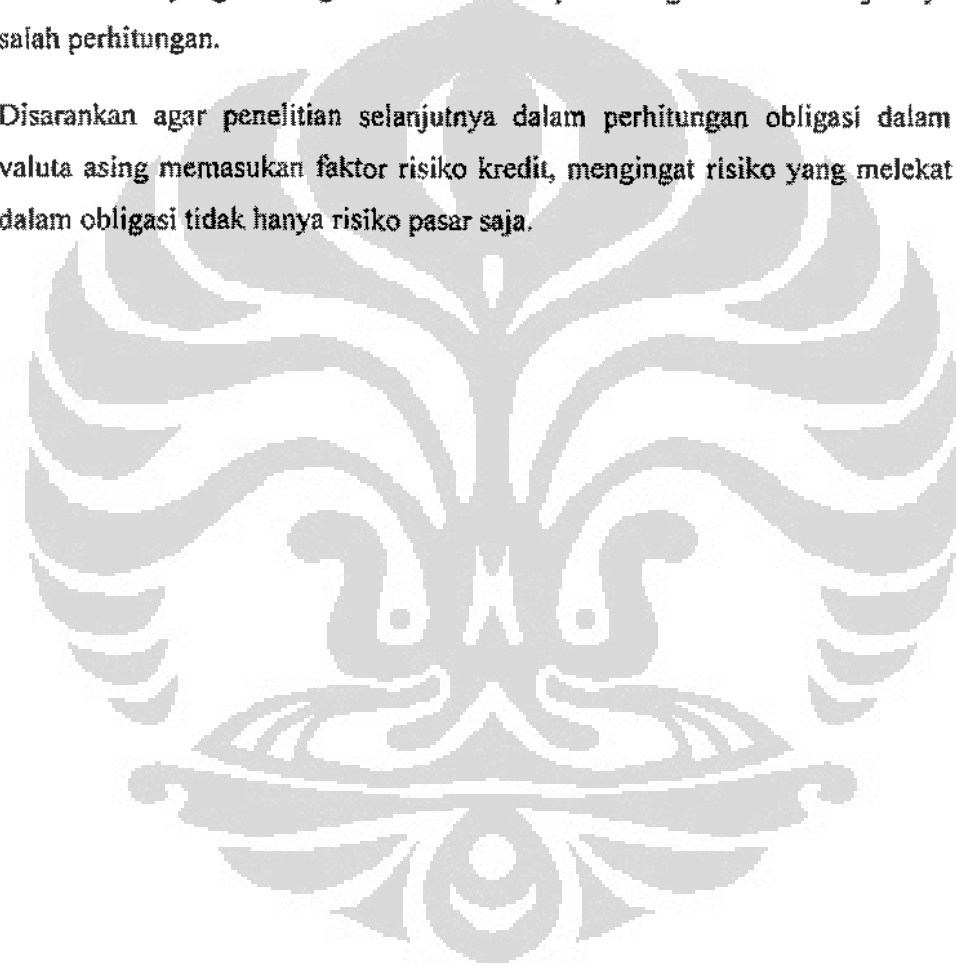 salah perhitungan.
Disarankan agar penelitian selanjutnya dalam perhitungan obligasi dalam
valuta asing memasukan faktor risiko kredit, mengingat risiko yang melekat
dalam obligasi tidak hanya risiko pasar saja.